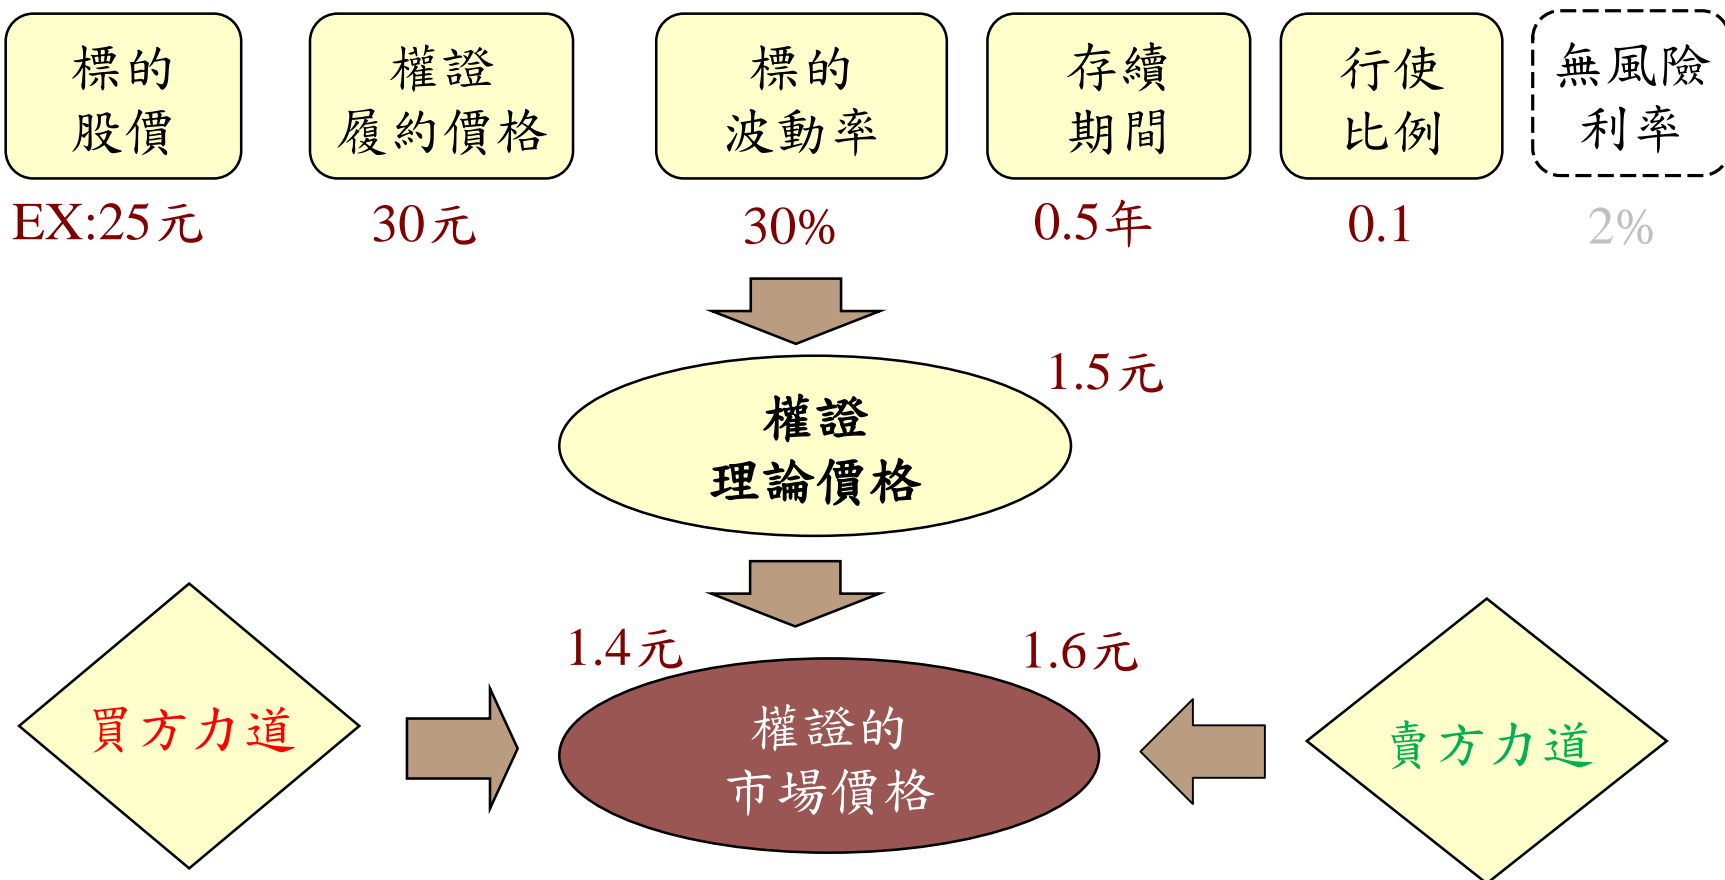 標的
股價
權證
履約價格
標的
波動率
存續
期間
行使
比例
無風險
利率
EX:25元
30元
30%
0.5年
0.1
2%
1.5元
權證
理論價格
1.4元
1.6元
買方力道
權證的
市場價格
賣方力道